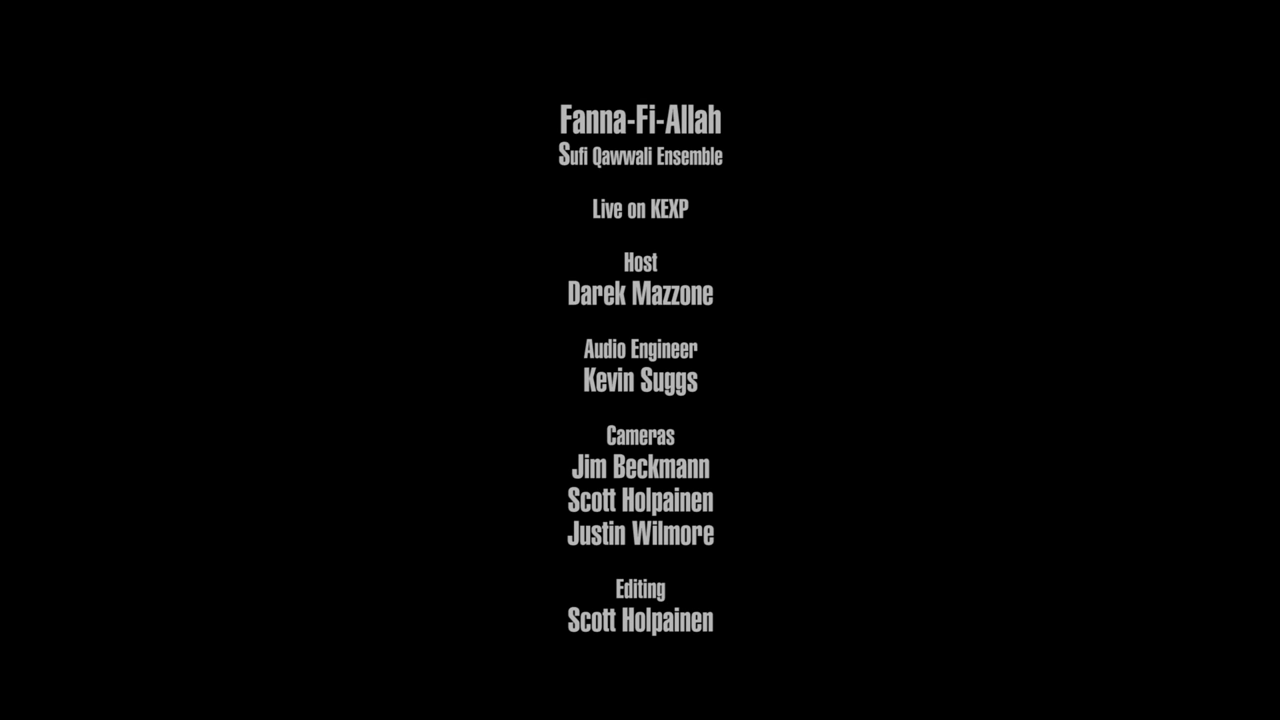 Fanna-Fi-Allah
Sufi Qawwali Ensemble
Live on KEXP
Host
Darek Mazzone
Audio Engineer
Kevin Suggs
Cameras
Jim Beckmann
Scott Holpainen
Justin Wilmore
Editing
Scott Holpainen